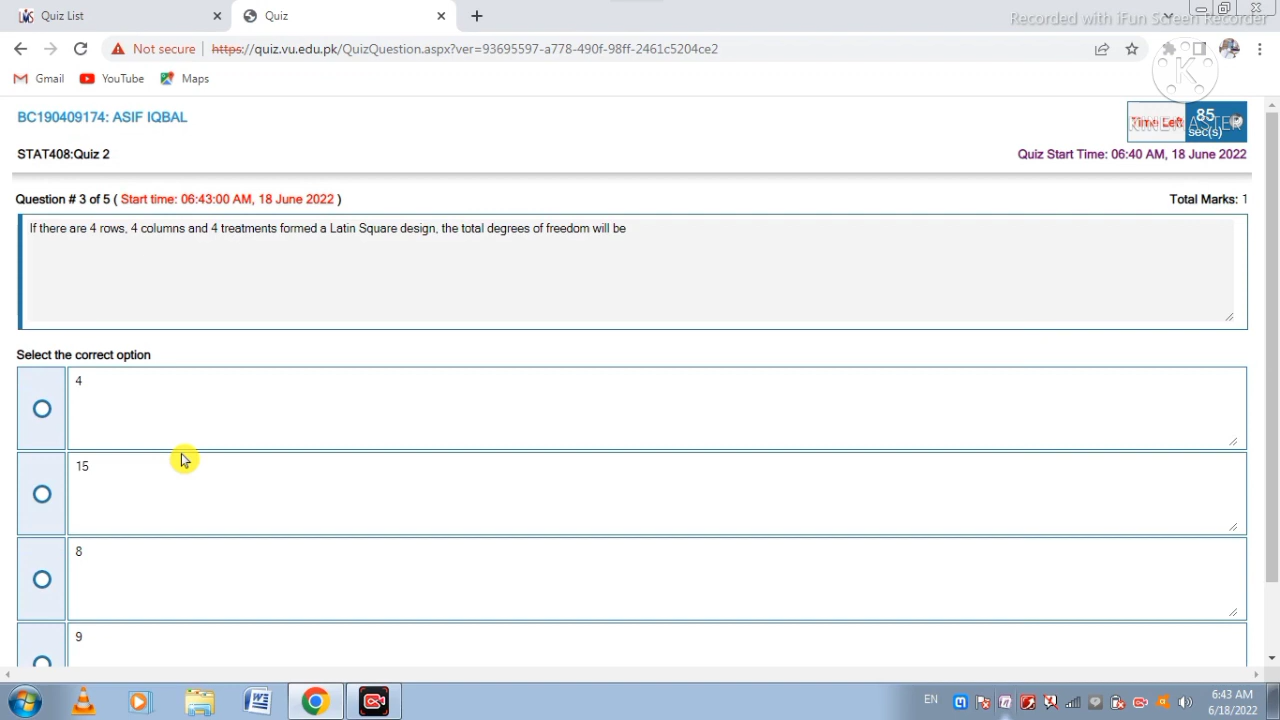 Quiz List
Quiz
Recorded with iFun Screen Recorder
Not secure
https://quiz.vu.edu.pk/QuizQuestion.aspx?ver=93695597-a778-490f-98ff-2461c5204ce2
Gmail
YouTube
Maps
K
BC190409174: ASIF IQBAL
Time Left
85
sec(s)
KINEMASTER
STAT408:Quiz 2
Quiz Start Time: 06:40 AM, 18 June 2022
Question # 3 of 5 ( Start time: 06:43:00 AM, 18 June 2022 )
Total Marks: 1
If there are 4 rows, 4 columns and 4 treatments formed a Latin Square design, the total degrees of freedom will be
Select the correct option
4
15
8
9
EN
6:43 AM
6/18/2022